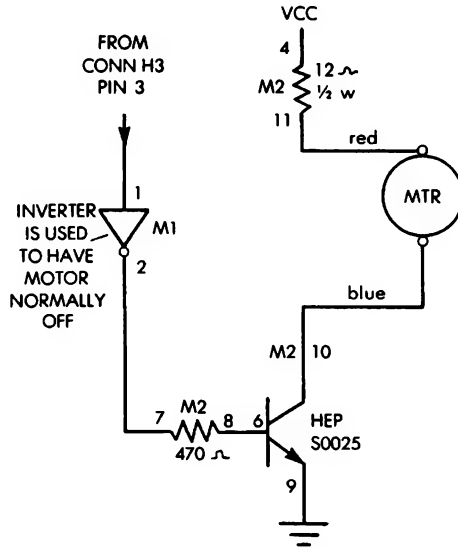 VCC
FROM
CONN H3
PIN 3
4
M2
12 Ω
½ w
11
red
MTR
1
INVERTER
IS USED
TO HAVE
MOTOR
NORMALLY
OFF
M1
2
blue
M2 10
M2
7 8 6
470 Ω
HEP
S0025
9